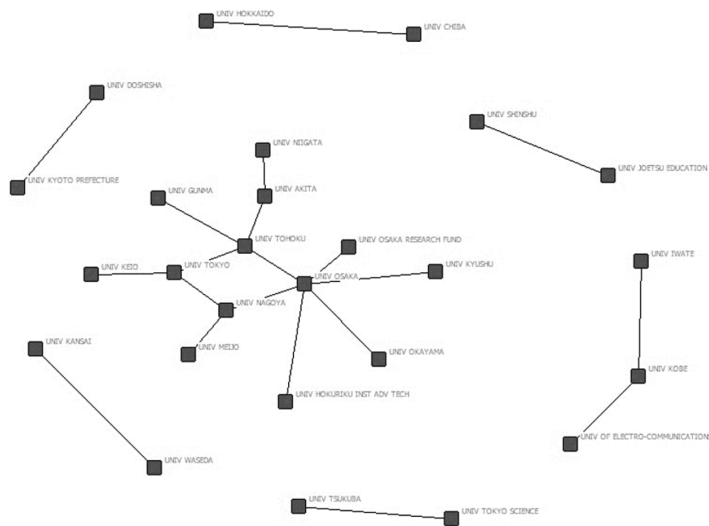 UNIV HOKKAIDO
UNIV CHIBA
UNIV DOSHISHA
UNIV SHINSHU
UNIV NIIGATA
UNIV JOETSU EDUCATION
UNIV KYOTO PREFECTURE
UNIV GUNMA
UNIV AKITA
UNIV TOHOKU
UNIV OSAKA RESEARCH FUND
UNIV IWATE
UNIV KEIO
UNIV TOKYO
UNIV KYUSHU
UNIV OSAKA
UNIV NAGOYA
UNIV KANSAI
UNIV MEIJO
UNIV OKAYAMA
UNIV KOBE
UNIV HOKURIKU INST ADV TECH
UNIV OF ELECTRO-COMMUNICATION
UNIV WASEDA
UNIV TSUKUBA
UNIV TOKYO SCIENCE